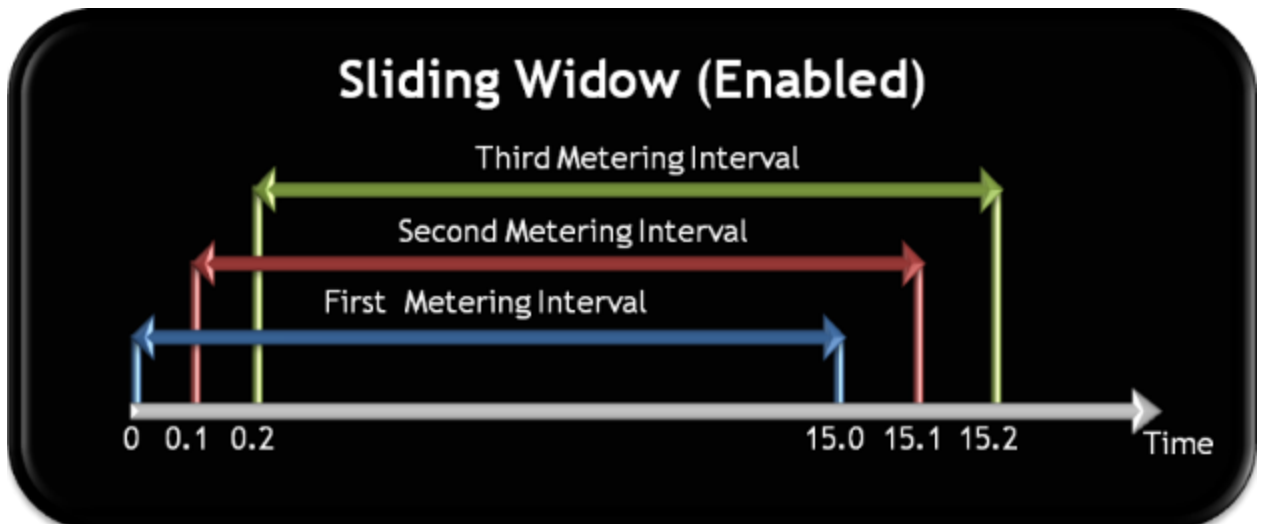 Sliding Widow (Enabled)
Third Metering Interval
Second Metering Interval
First Metering Interval
0 0.1 0.2 15.0 15.1 15.2
Time